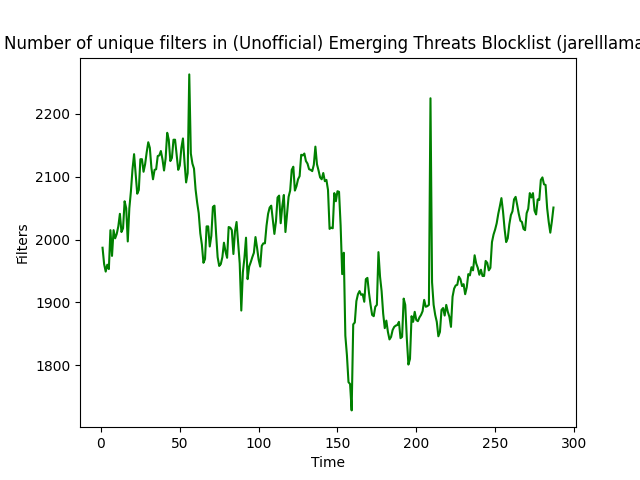 Number of unique filters in (Unofficial) Emerging Threats Blocklist (jarelllama
Filters
2200
2100
2000
1900
1800
0 50 100 150 200 250 300
Time